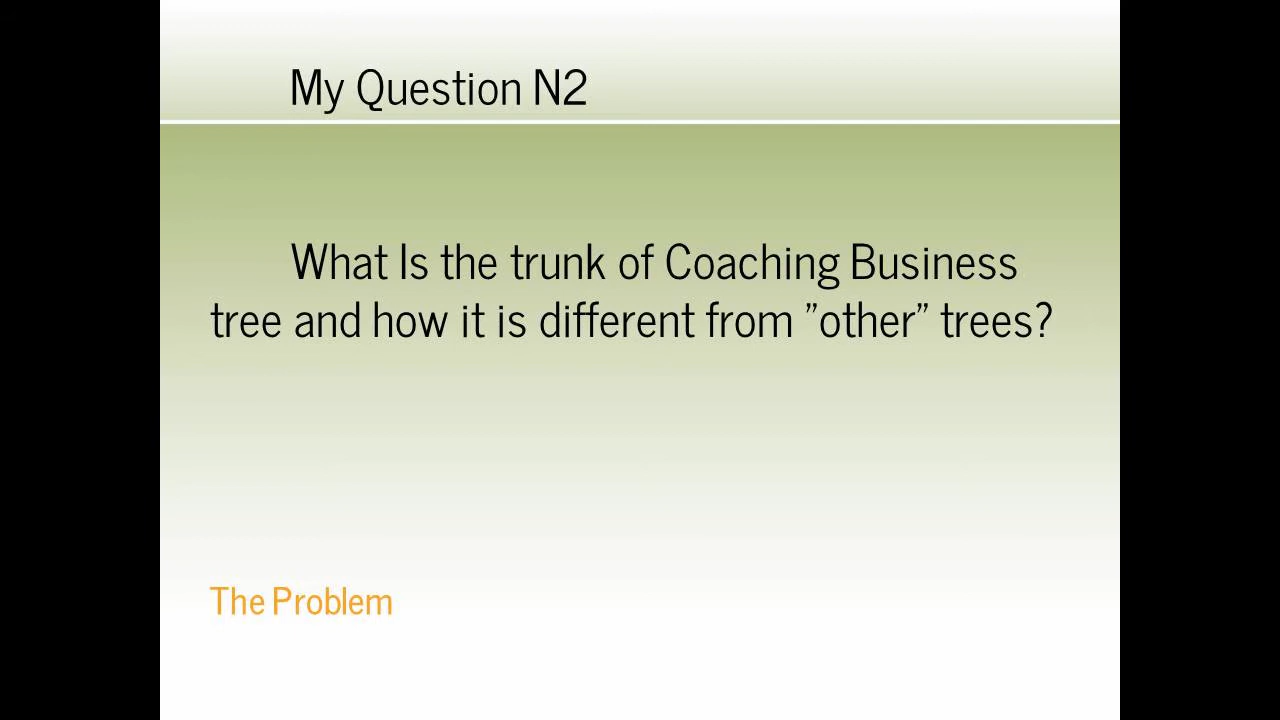 My Question N2
What Is the trunk of Coaching Business
tree and how it is different from ”other” trees?
The Problem